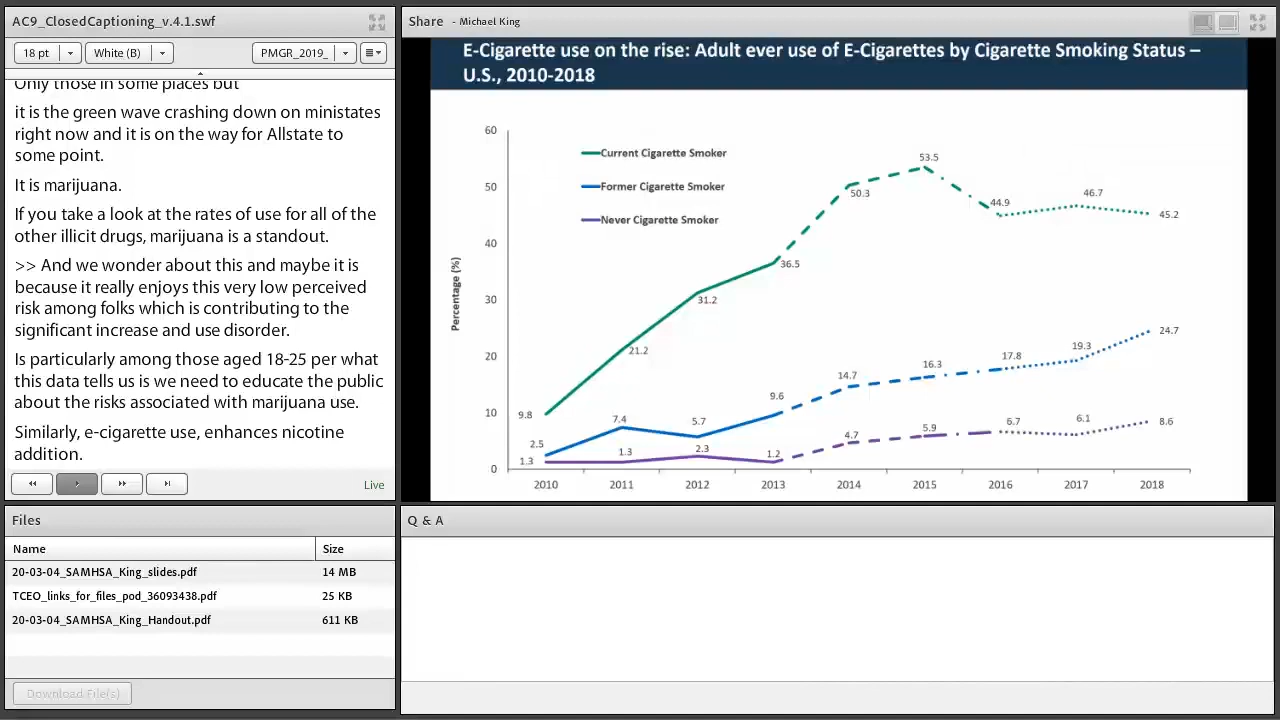 AC9_ClosedCaptioning_v.4.1.swf
18 pt
White (B)
PMGR_2019_
Only those in some places but
it is the green wave crashing down on ministates
right now and it is on the way for Allstate to
some point.
It is marijuana.
If you take a look at the rates of use for all of the
other illicit drugs, marijuana is a standout.
>> And we wonder about this and maybe it is
because it really enjoys this very low perceived
risk among folks which is contributing to the
significant increase and use disorder.
Is particularly among those aged 18-25 per what
this data tells us is we need to educate the public
about the risks associated with marijuana use.
Similarly, e-cigarette use, enhances nicotine
addition.
Live
Files
Name Size
20-03-04_SAMHSA_King_slides.pdf 14 MB
TCEO_links_for_files_pod_36093438.pdf 25 KB
20-03-04_SAMHSA_King_Handout.pdf 611 KB
Download File(s)
Share - Michael King
E-Cigarette use on the rise: Adult ever use of E-Cigarettes by Cigarette Smoking Status –
U.S., 2010-2018
Percentage (%)
60
50
40
30
20
10
0
Current Cigarette Smoker
Former Cigarette Smoker
Never Cigarette Smoker
9.8 21.2 31.2 36.5 50.3 53.5 44.9 46.7 45.2
2.5 7.4 5.7 9.6 14.7 16.3 17.8 19.3 24.7
1.3 1.3 2.3 1.2 4.7 5.9 6.7 6.1 8.6
2010 2011 2012 2013 2014 2015 2016 2017 2018
Q & A